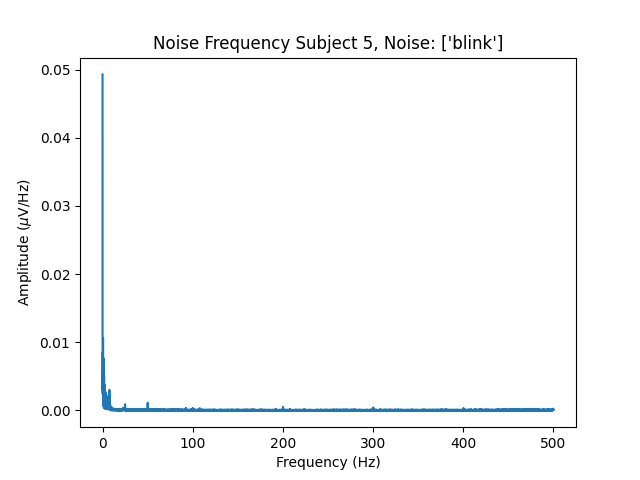 Noise Frequency Subject 5, Noise: ['blink']
0.05
0.04
0.03
0.02
0.01
0.00
Amplitude (μV/Hz)
0 100 200 300 400 500
Frequency (Hz)